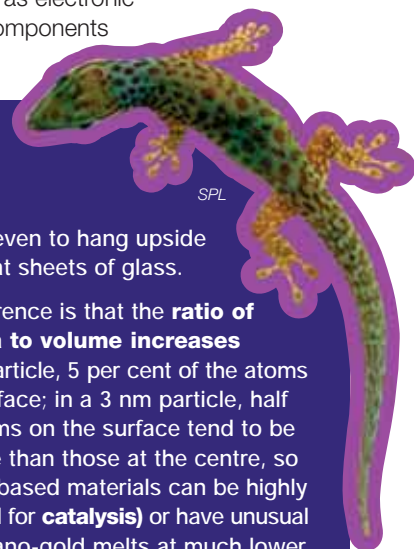 as electronic
omponents
SPL
even to hang upside
at sheets of glass.
rence is that the ratio of
to volume increases
article, 5 per cent of the atoms
face; in a 3 nm particle, half
ms on the surface tend to be
than those at the centre, so
based materials can be highly
for catalysis) or have unusual
ano-gold melts at much lower